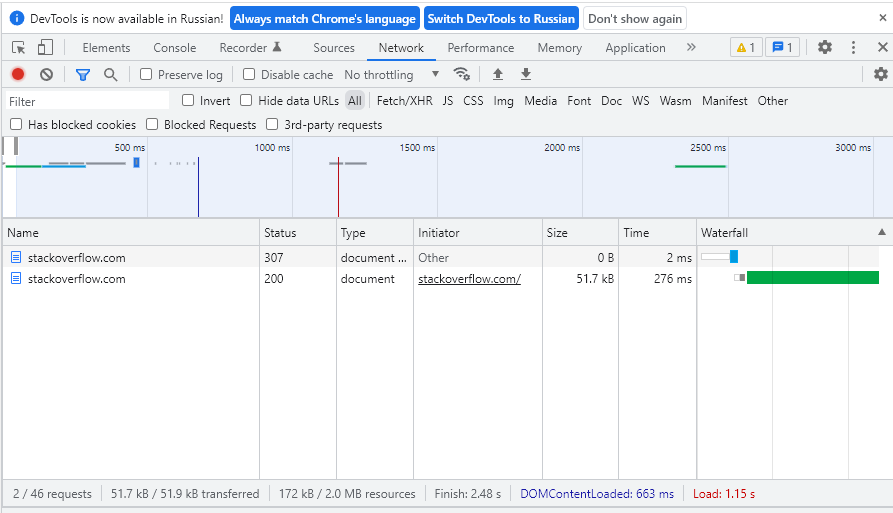 DevTools is now available in Russian! Always match Chrome's language Switch DevTools to Russian Don't show again
Elements Console Recorder Sources Network Performance Memory Application » 1 1
Preserve log Disable cache No throttling
Filter Invert Hide data URLs All Fetch/XHR JS CSS Img Media Font Doc WS Wasm Manifest Other
Has blocked cookies Blocked Requests 3rd-party requests
500 ms 1000 ms 1500 ms 2000 ms 2500 ms 3000 ms
Name Status Type Initiator Size Time Waterfall
stackoverflow.com 307 document ... Other 0 B 2 ms
stackoverflow.com 200 document stackoverflow.com/ 51.7 kB 276 ms
2 / 46 requests 51.7 kB / 51.9 kB transferred 172 kB / 2.0 MB resources Finish: 2.48 s DOMContentLoaded: 663 ms Load: 1.15 s